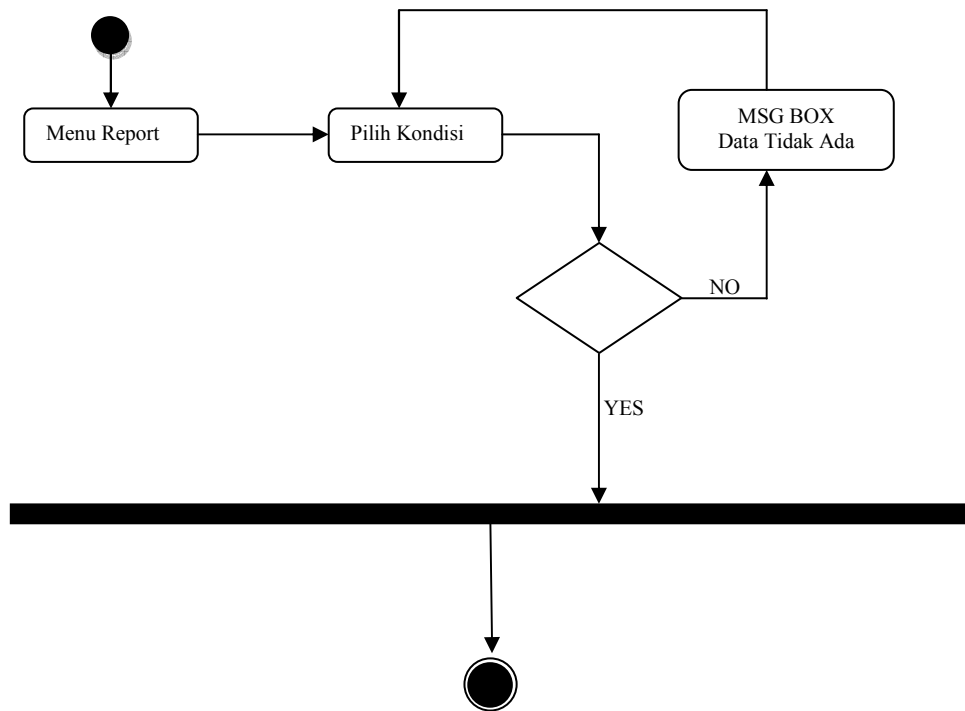 Menu Report
Pilih Kondisi
MSG BOX
Data Tidak Ada
NO
YES